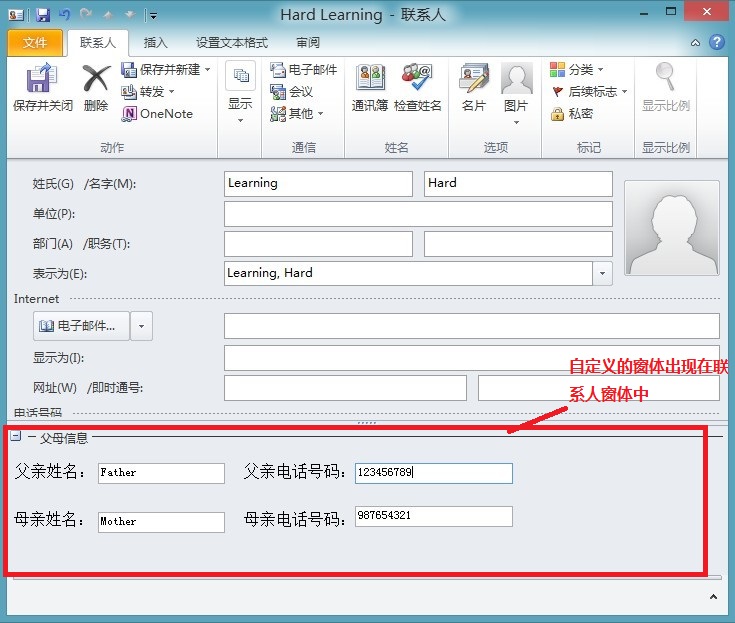 Hard Learning - 联系人
文件 联系人 插入 设置文本格式 审阅
保存并关闭 删除 保存并新建 转发 OneNote 显示 电子邮件 会议 其他 通讯簿 检查姓名 名片 图片 分类 后续标志 私密 显示比例
动作 通信 姓名 选项 标记 显示比例
姓氏(G) /名字(M): Learning Hard
单位(P):
部门(A) /职务(T):
表示为(E): Learning, Hard
Internet
电子邮件...
显示为(I):
自定义的窗体出现在联
系人窗体中
网址(W) /即时通号:
电话号码
父母信息
父亲姓名： Father 父亲电话号码： 123456789
母亲姓名： Mother 母亲电话号码： 987654321